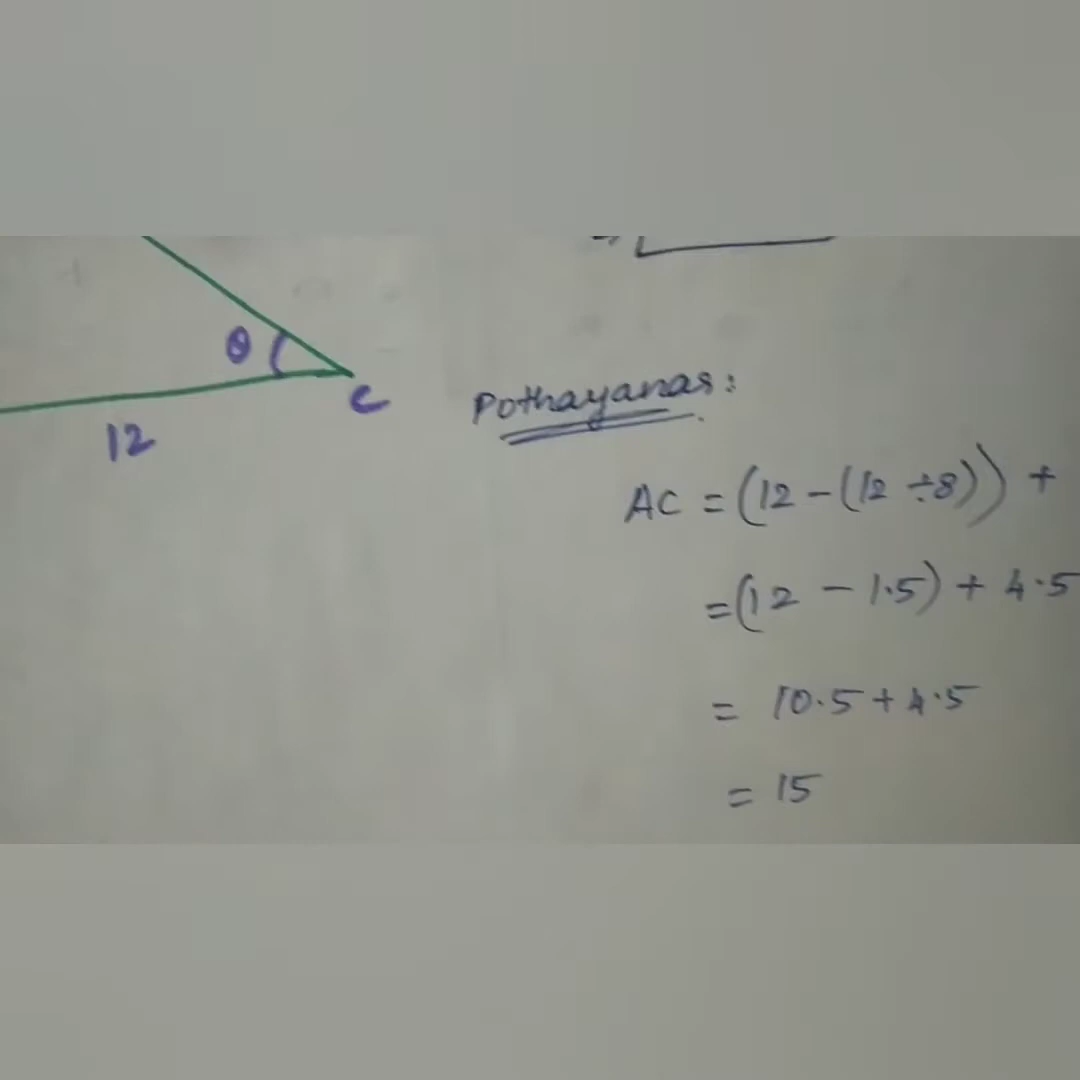 θ
C
12
Pothayanas:
AC = (12 - (12 ÷ 8)) +
= (12 - 1.5) + 4.5
= 10.5 + 4.5
= 15